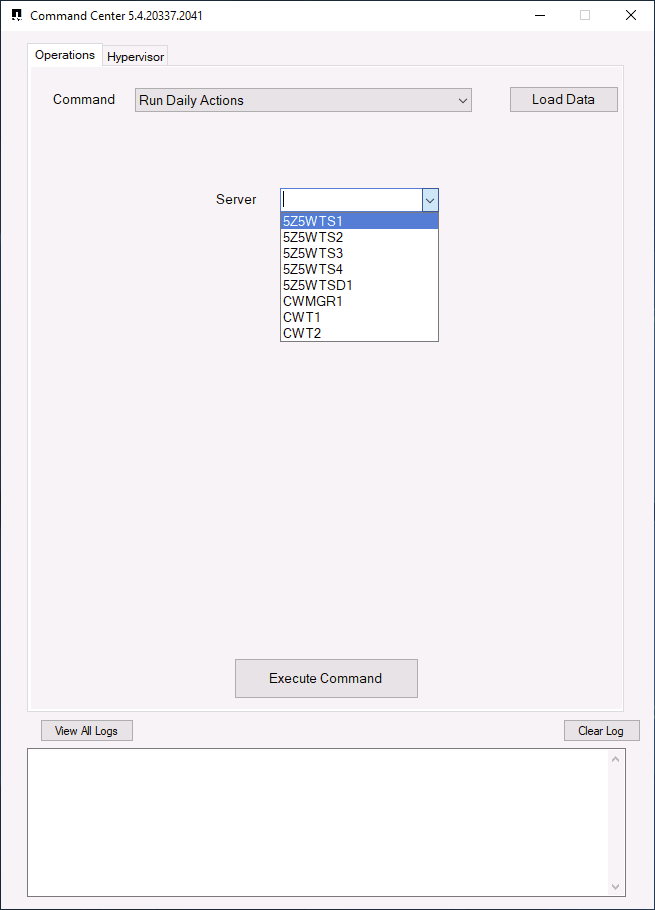 Command Center 5.4.20337.2041
Operations
Hypervisor
Command
Run Daily Actions
Load Data
Server
5Z5WTS1
5Z5WTS2
5Z5WTS3
5Z5WTS4
5Z5WTSD1
CWMGR1
CWT1
CWT2
Execute Command
View All Logs
Clear Log